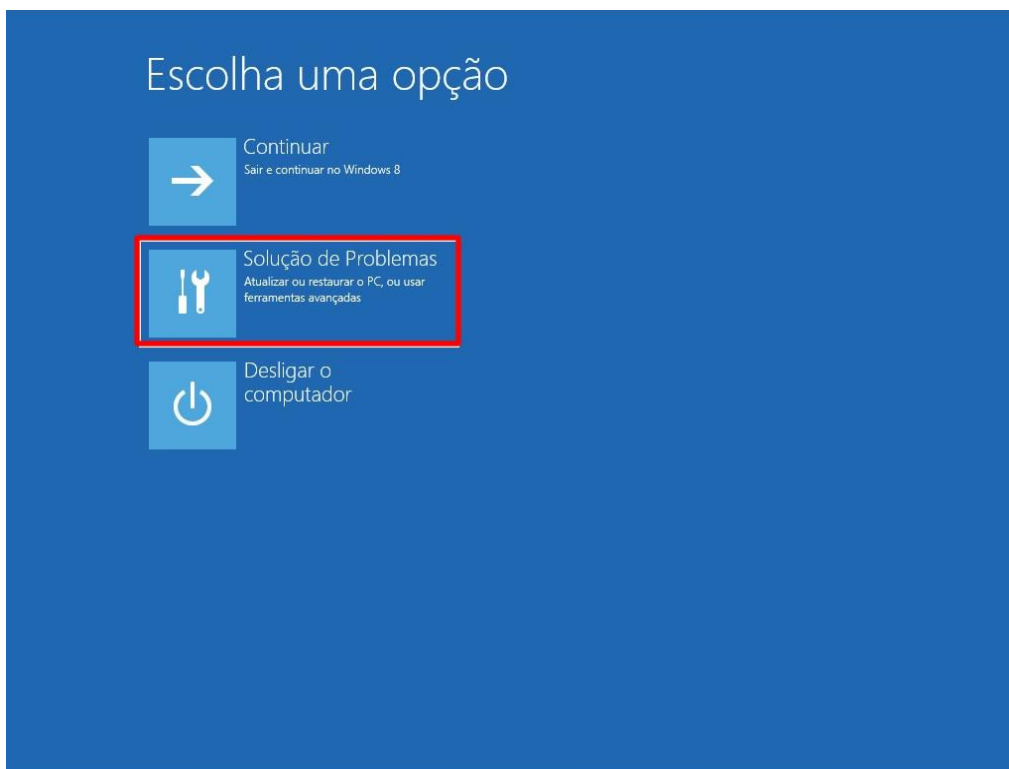 Escolha uma opção
Continuar
Sair e continuar no Windows 8
Solução de Problemas
Atualizar ou restaurar o PC, ou usar
ferramentas avançadas
Desligar o
computador